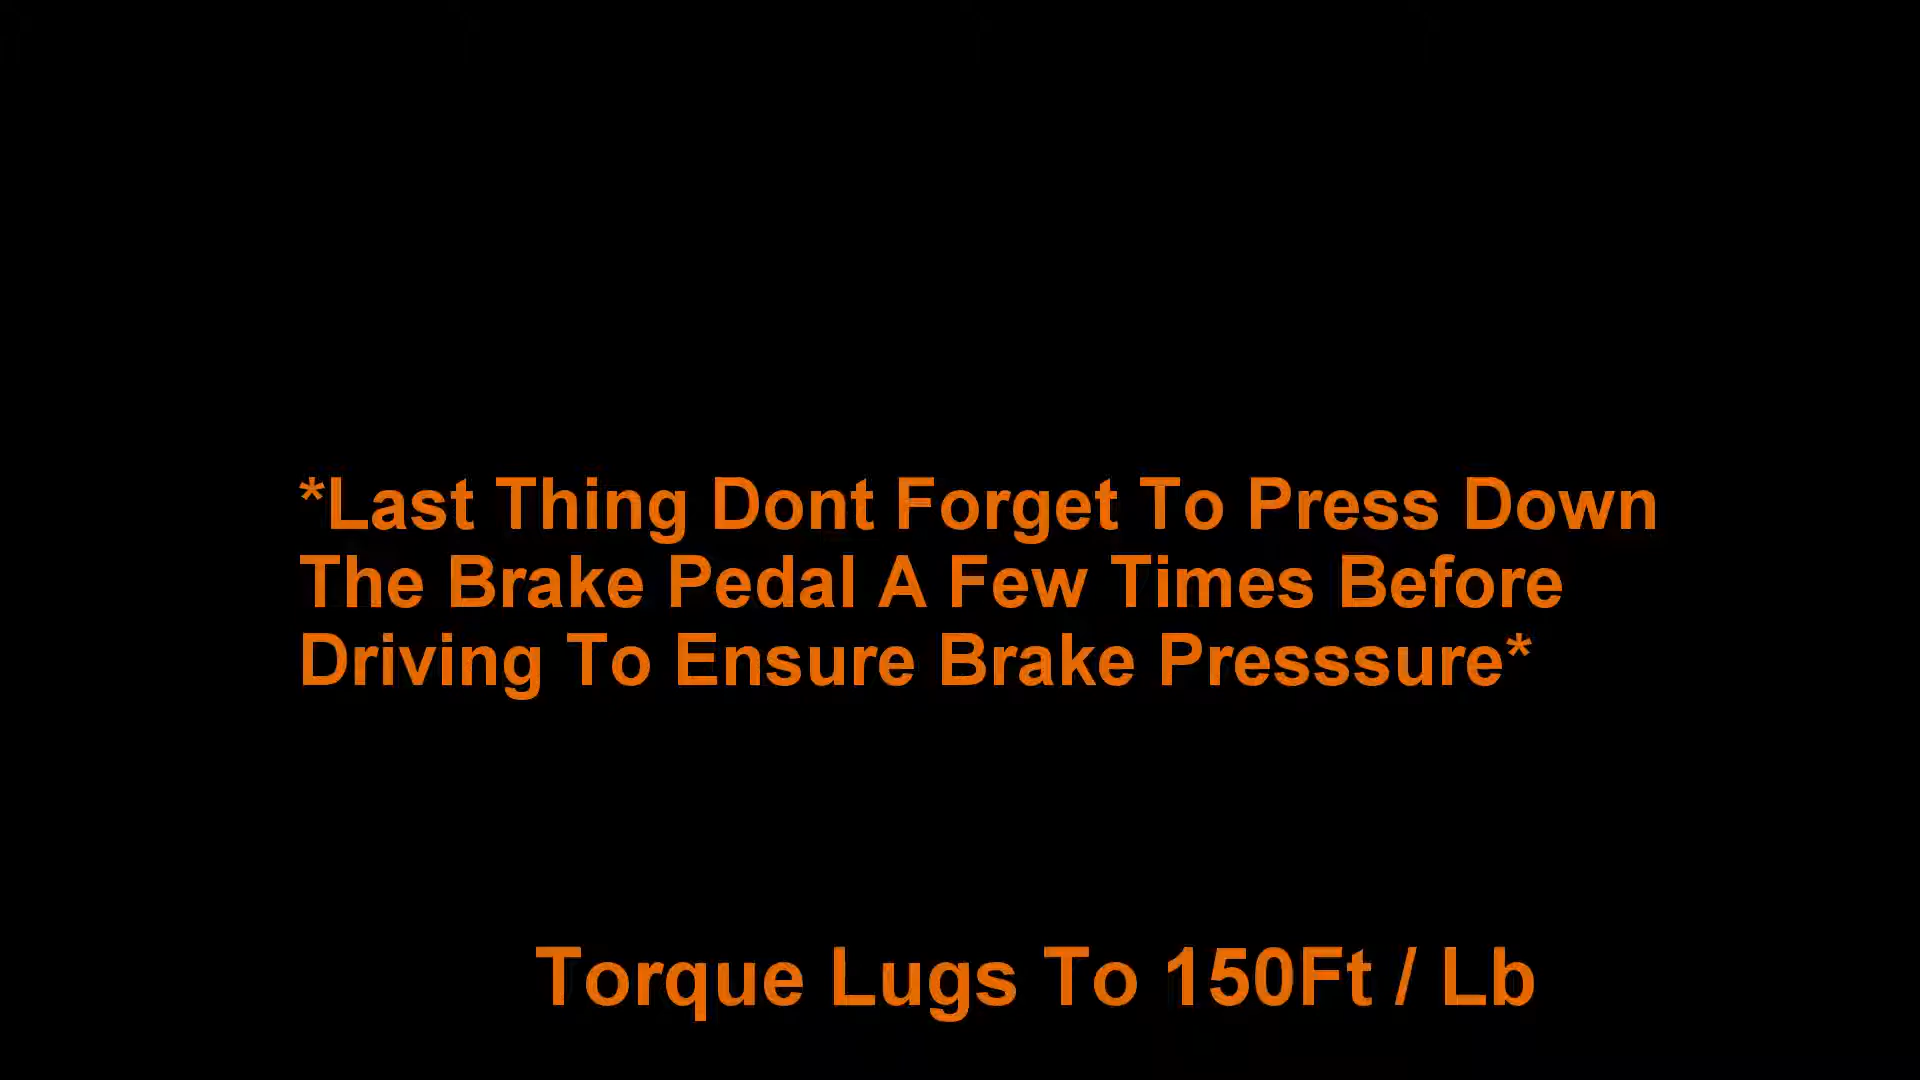 *Last Thing Dont Forget To Press Down
The Brake Pedal A Few Times Before
Driving To Ensure Brake Presssure*
Torque Lugs To 150Ft / Lb